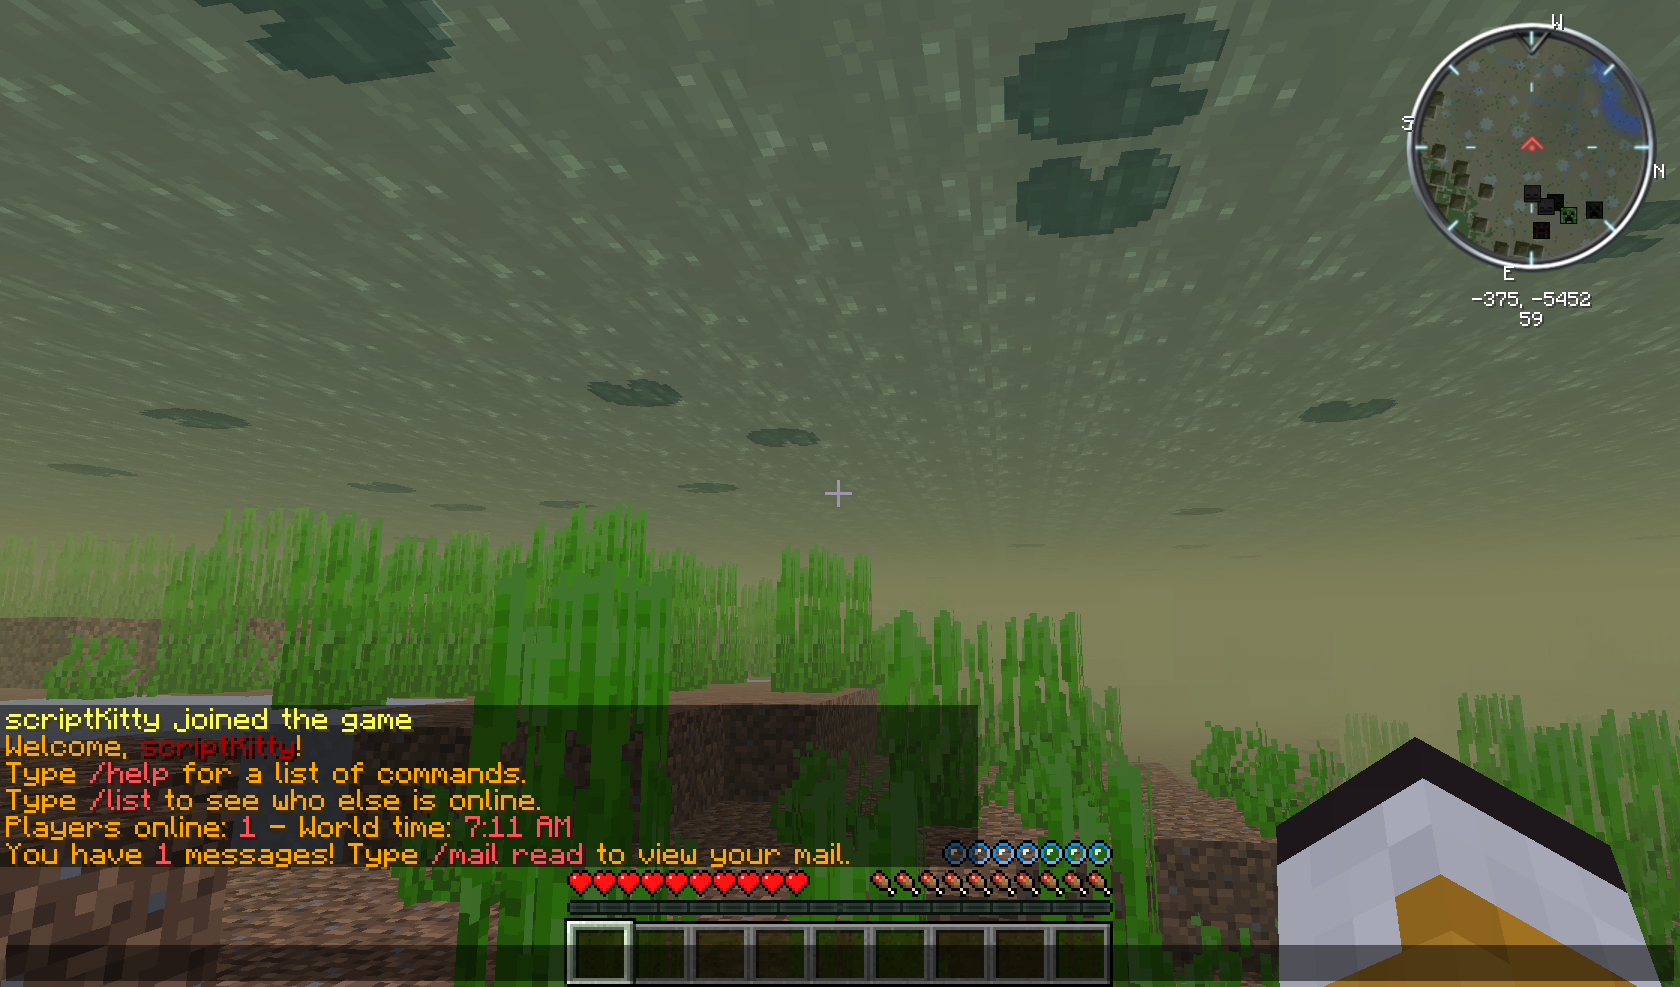 W
S
N
E
-375, -5452
59
scriptKitty joined the game
Welcome, scriptKitty!
Type /help for a list of commands.
Type /list to see who else is online.
Players online: 1 - World time: 7:11 AM
You have 1 messages! Type /mail read to view your mail.